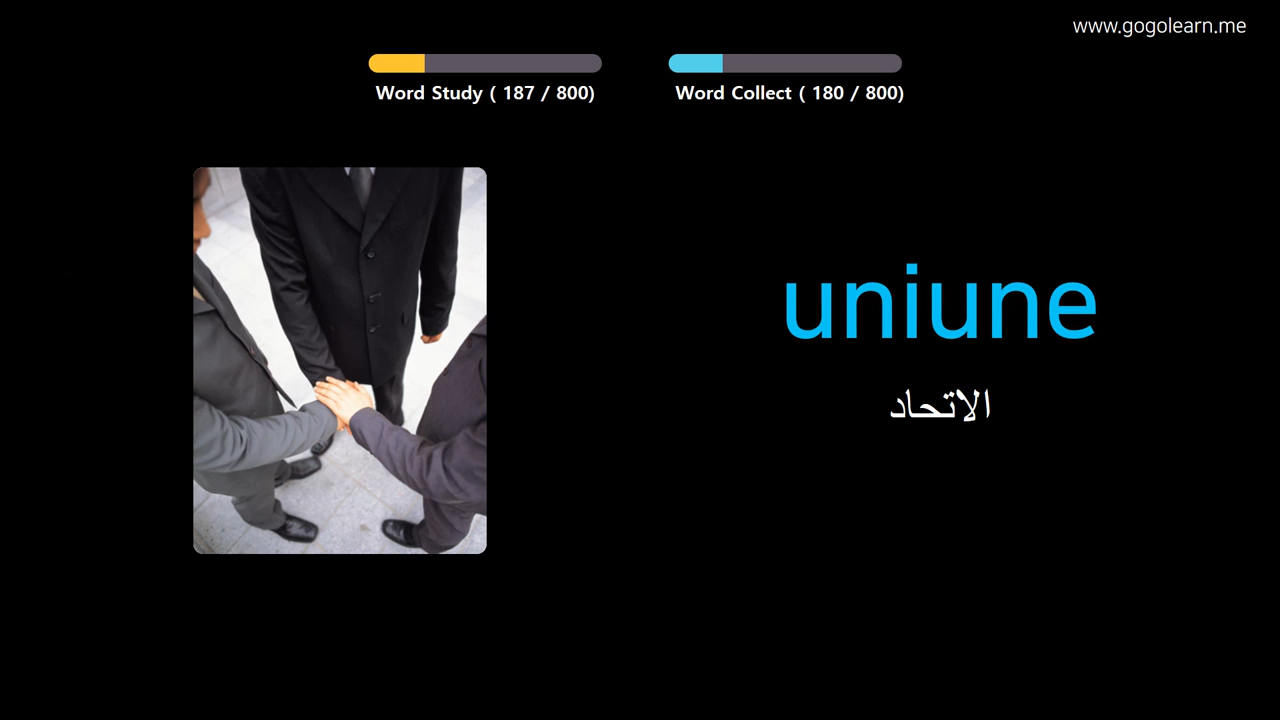 www.gogolearn.me
Word Study ( 187 / 800)
Word Collect ( 180 / 800)
uniune
الاتحاد